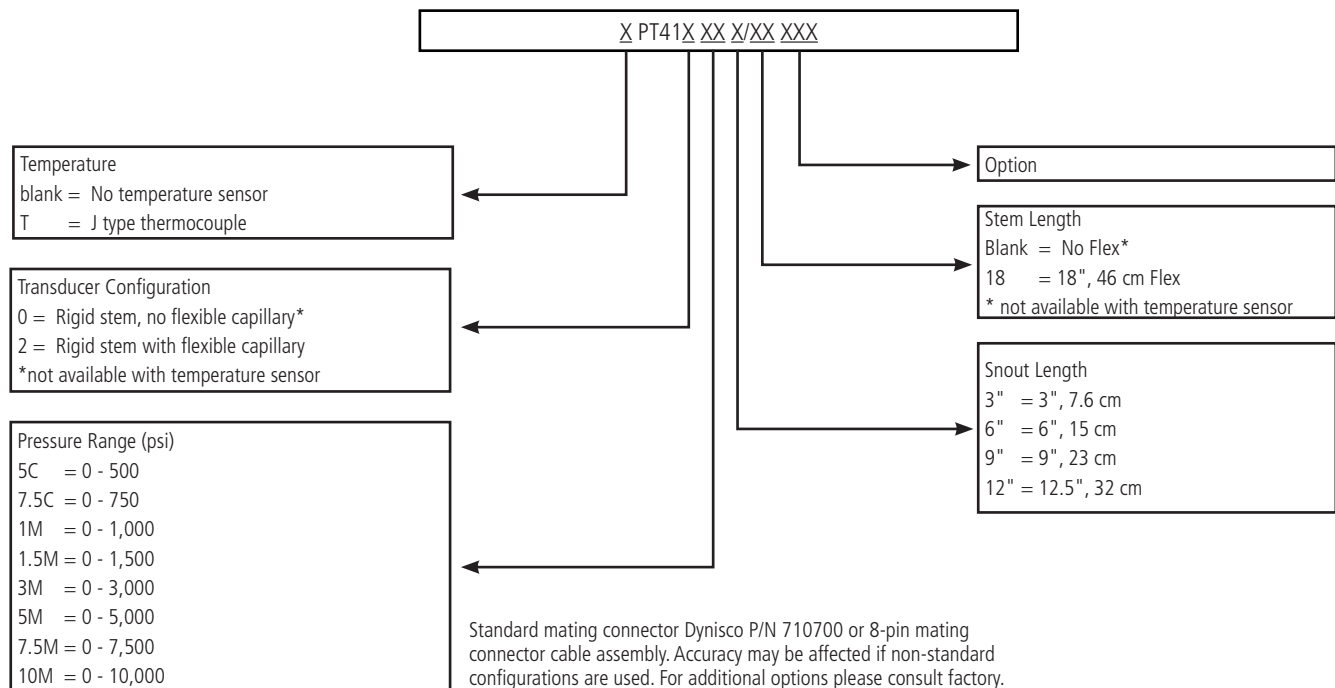 X PT41X XX X/XX XXX
Temperature
blank = No temperature sensor
T = J type thermocouple
Transducer Configuration
0 = Rigid stem, no flexible capillary*
2 = Rigid stem with flexible capillary
*not available with temperature sensor
Pressure Range (psi)
5C = 0 - 500
7.5C = 0 - 750
1M = 0 - 1,000
1.5M = 0 - 1,500
3M = 0 - 3,000
5M = 0 - 5,000
7.5M = 0 - 7,500
10M = 0 - 10,000
Option
Stem Length
Blank = No Flex*
18 = 18", 46 cm Flex
* not available with temperature sensor
Snout Length
3" = 3", 7.6 cm
6" = 6", 15 cm
9" = 9", 23 cm
12" = 12.5", 32 cm
Standard mating connector Dynisco P/N 710700 or 8-pin mating
connector cable assembly. Accuracy may be affected if non-standard
configurations are used. For additional options please consult factory.